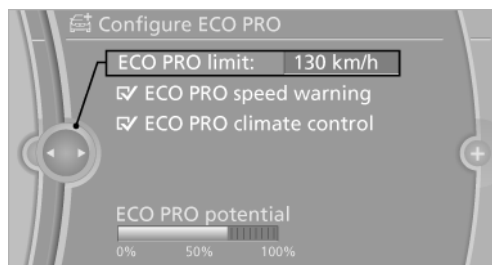 Configure ECO PRO
ECO PRO limit: 130 km/h
ECO PRO speed warning
ECO PRO climate control
ECO PRO potential
0% 50% 100%